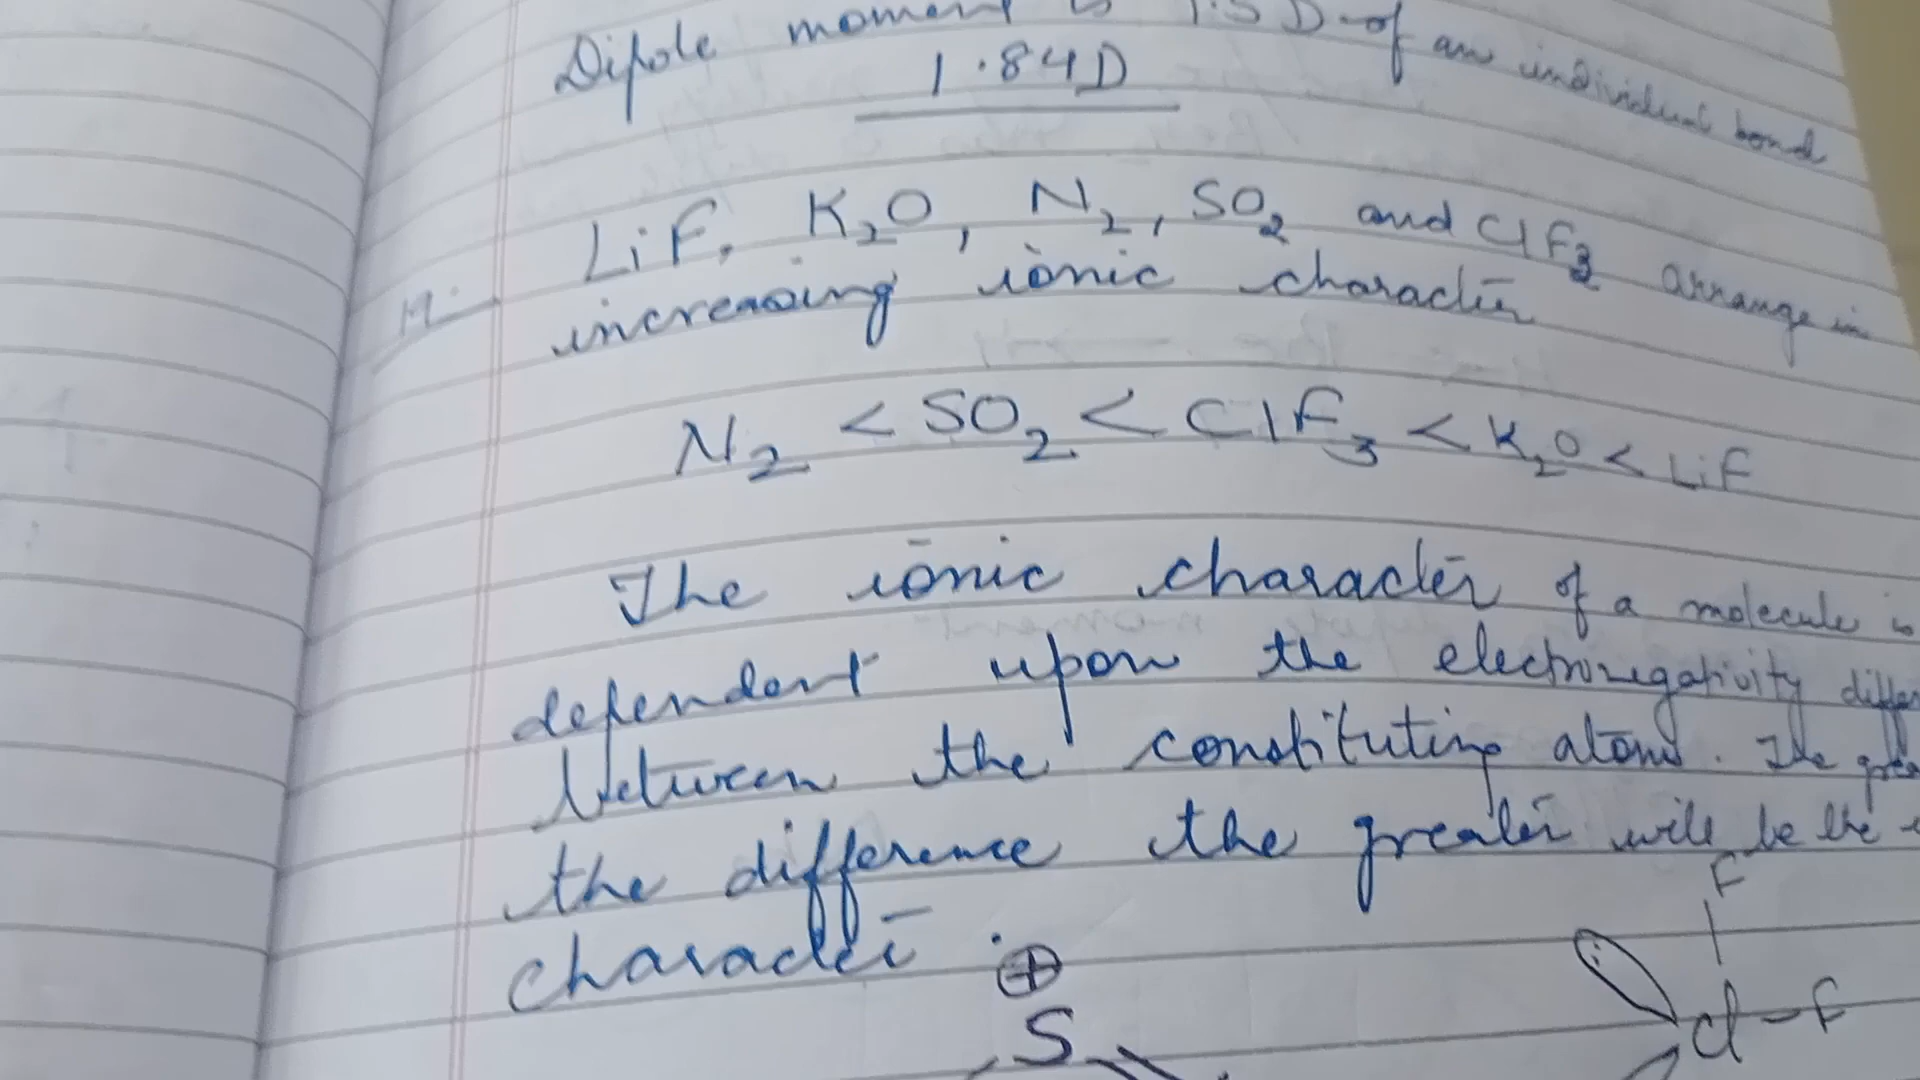 Dipole moment is 1.5 D of an individual bond
1.84D
LiF, K2O, N2, SO2 and ClF3 arrange in
increasing ionic character
N2 < SO2 < ClF3 < K2O < LiF
The ionic character of a molecule is
dependent upon the electronegativity differ
between the constituting atoms. The grea
the difference the greater will be the
character.
F
⊕
S
Cl-F